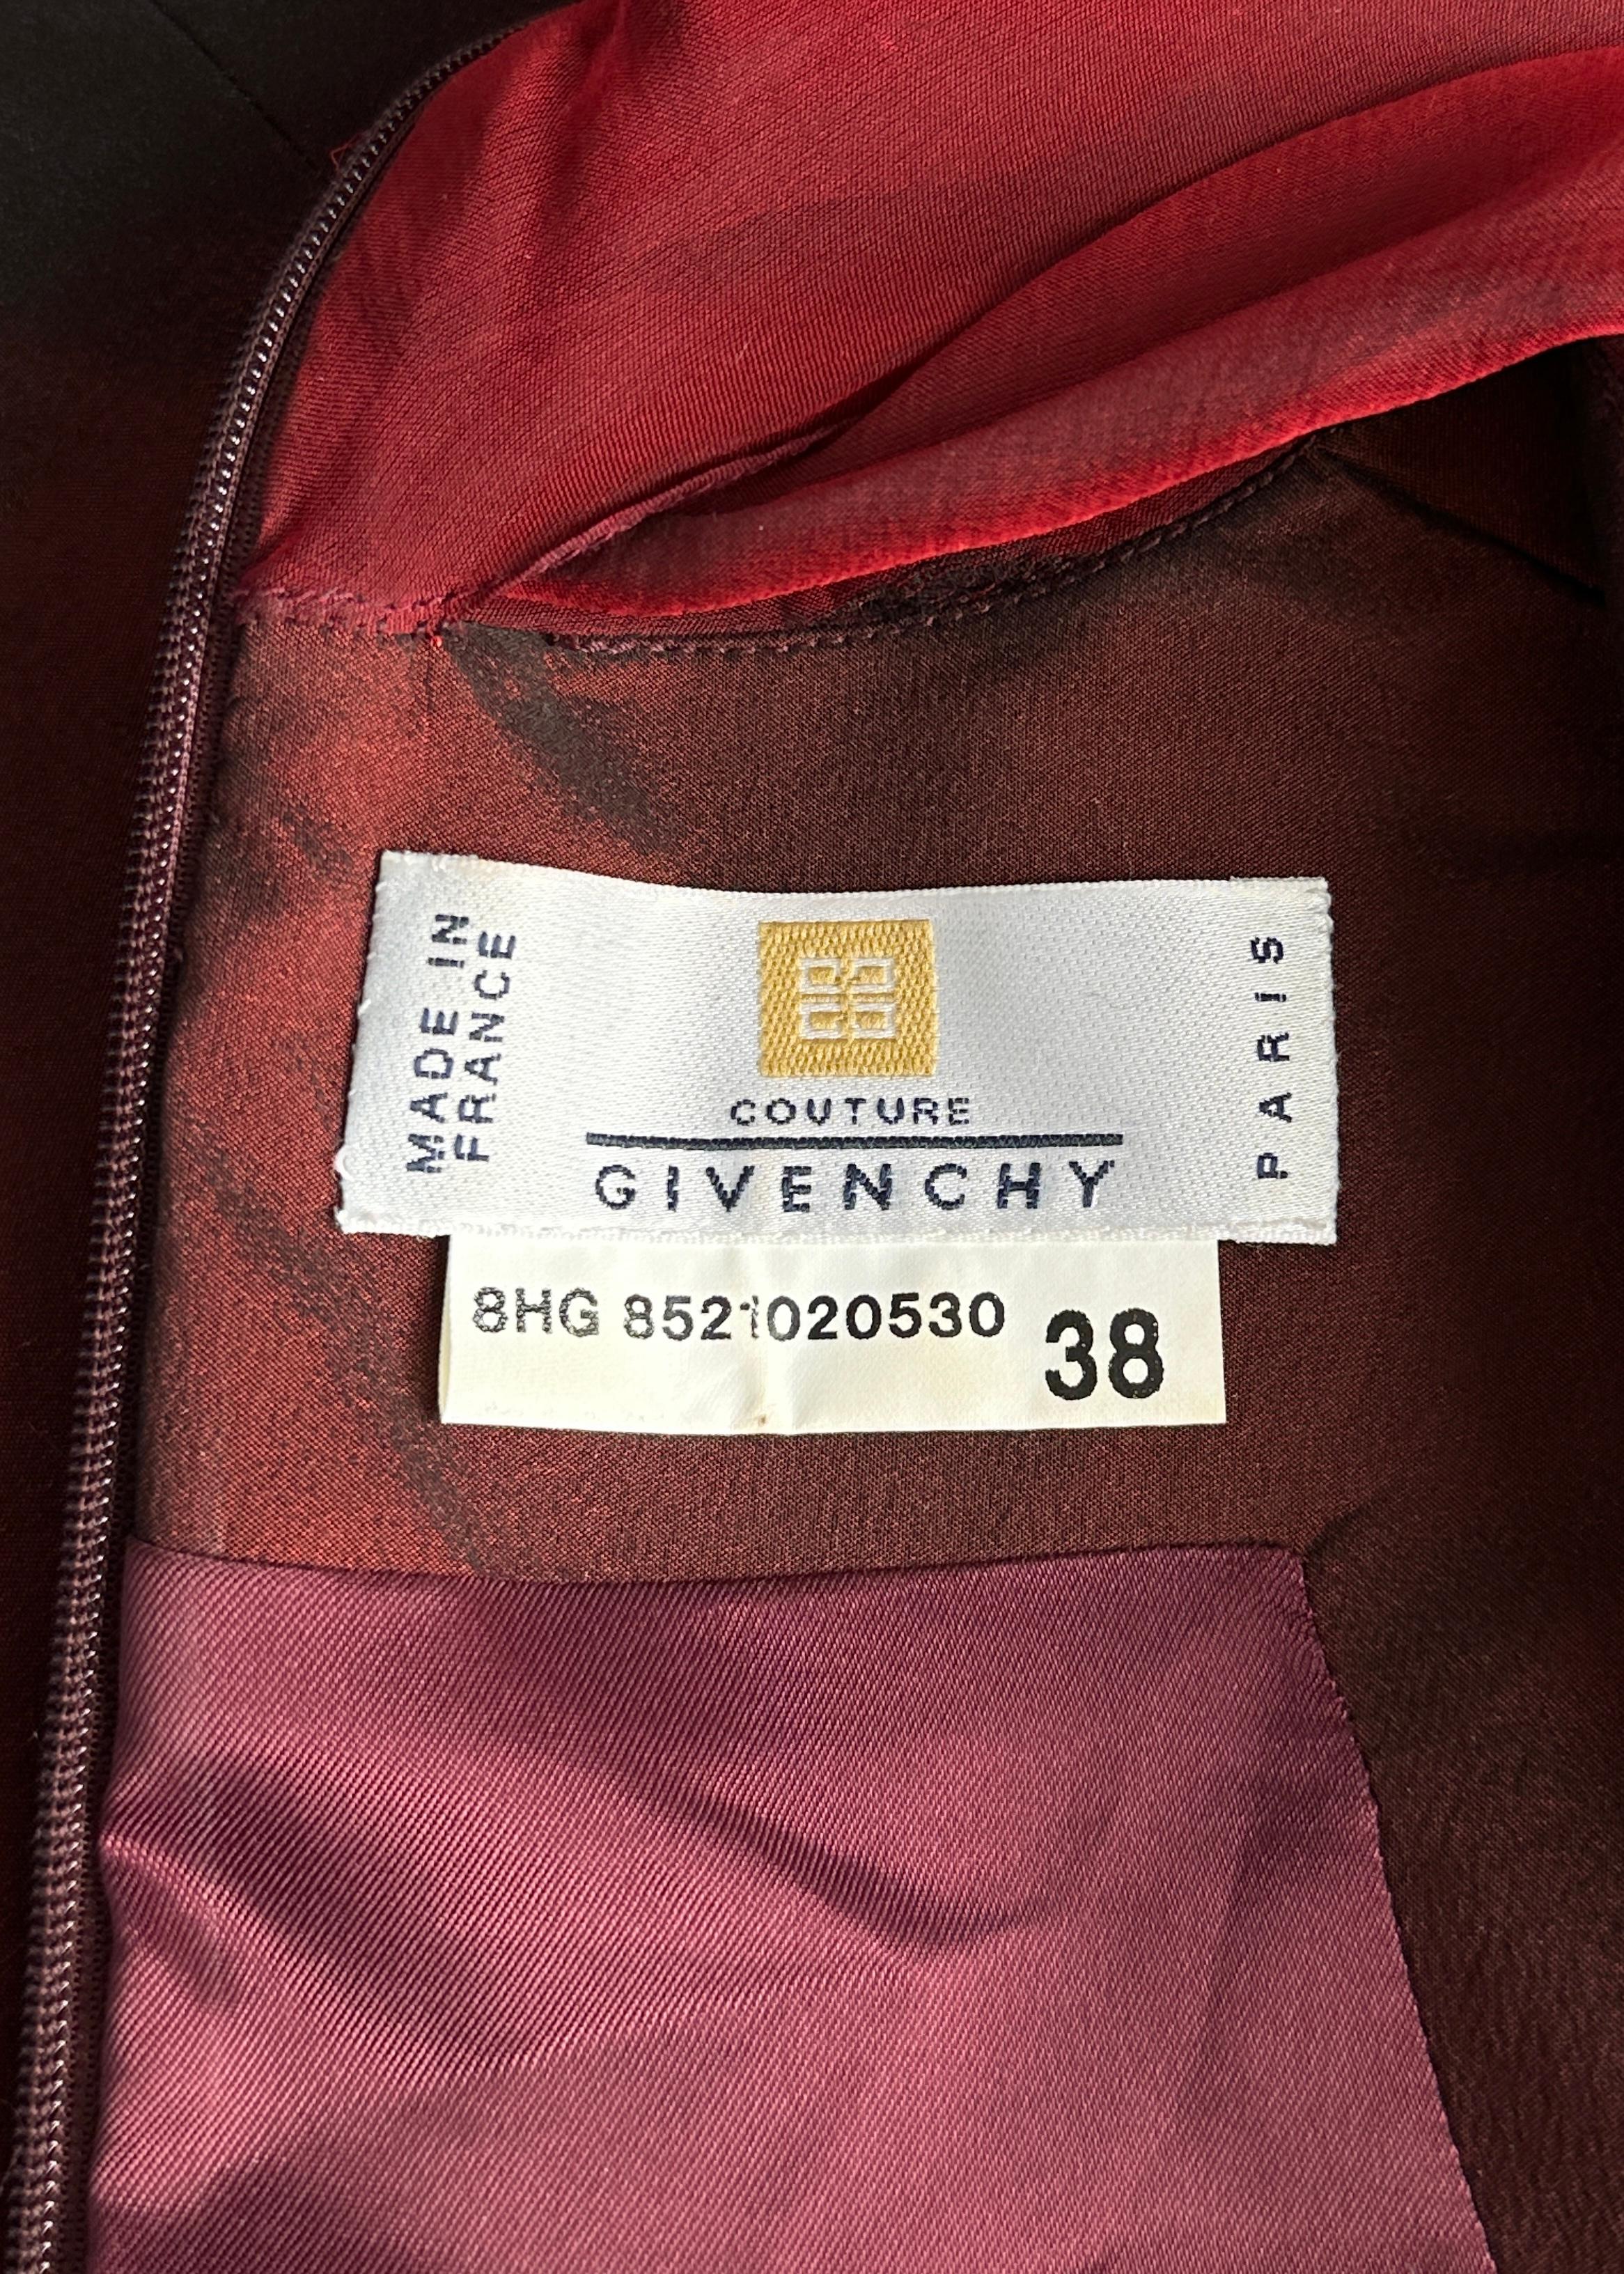 MADE IN
FRANCE
COUTURE
GIVENCHY
PARIS
8HG 8521020530 38